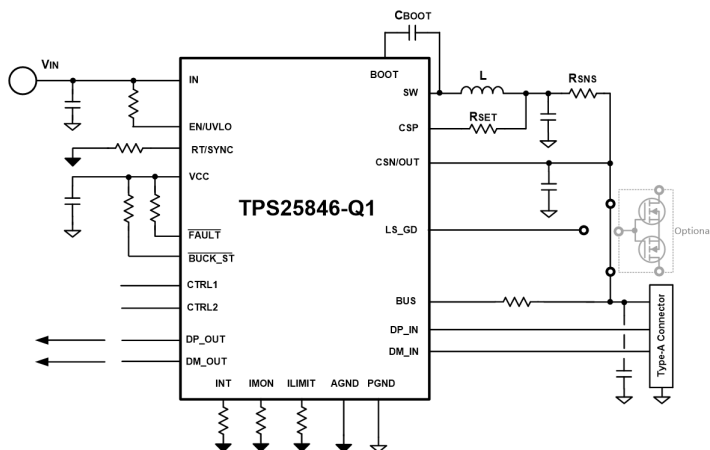 CBOOT
VIN
BOOT
IN
SW
L
RSNS
EN/UVLO
CSP
RSET
RT/SYNC
CSN/OUT
VCC
TPS25846-Q1
FAULT
LS_GD
Optiona
BUCK_ST
CTRL1
CTRL2
BUS
DP_OUT
DP_IN
DM_OUT
DM_IN
Type-A Connector
INT
IMON
ILIMIT
AGND
PGND